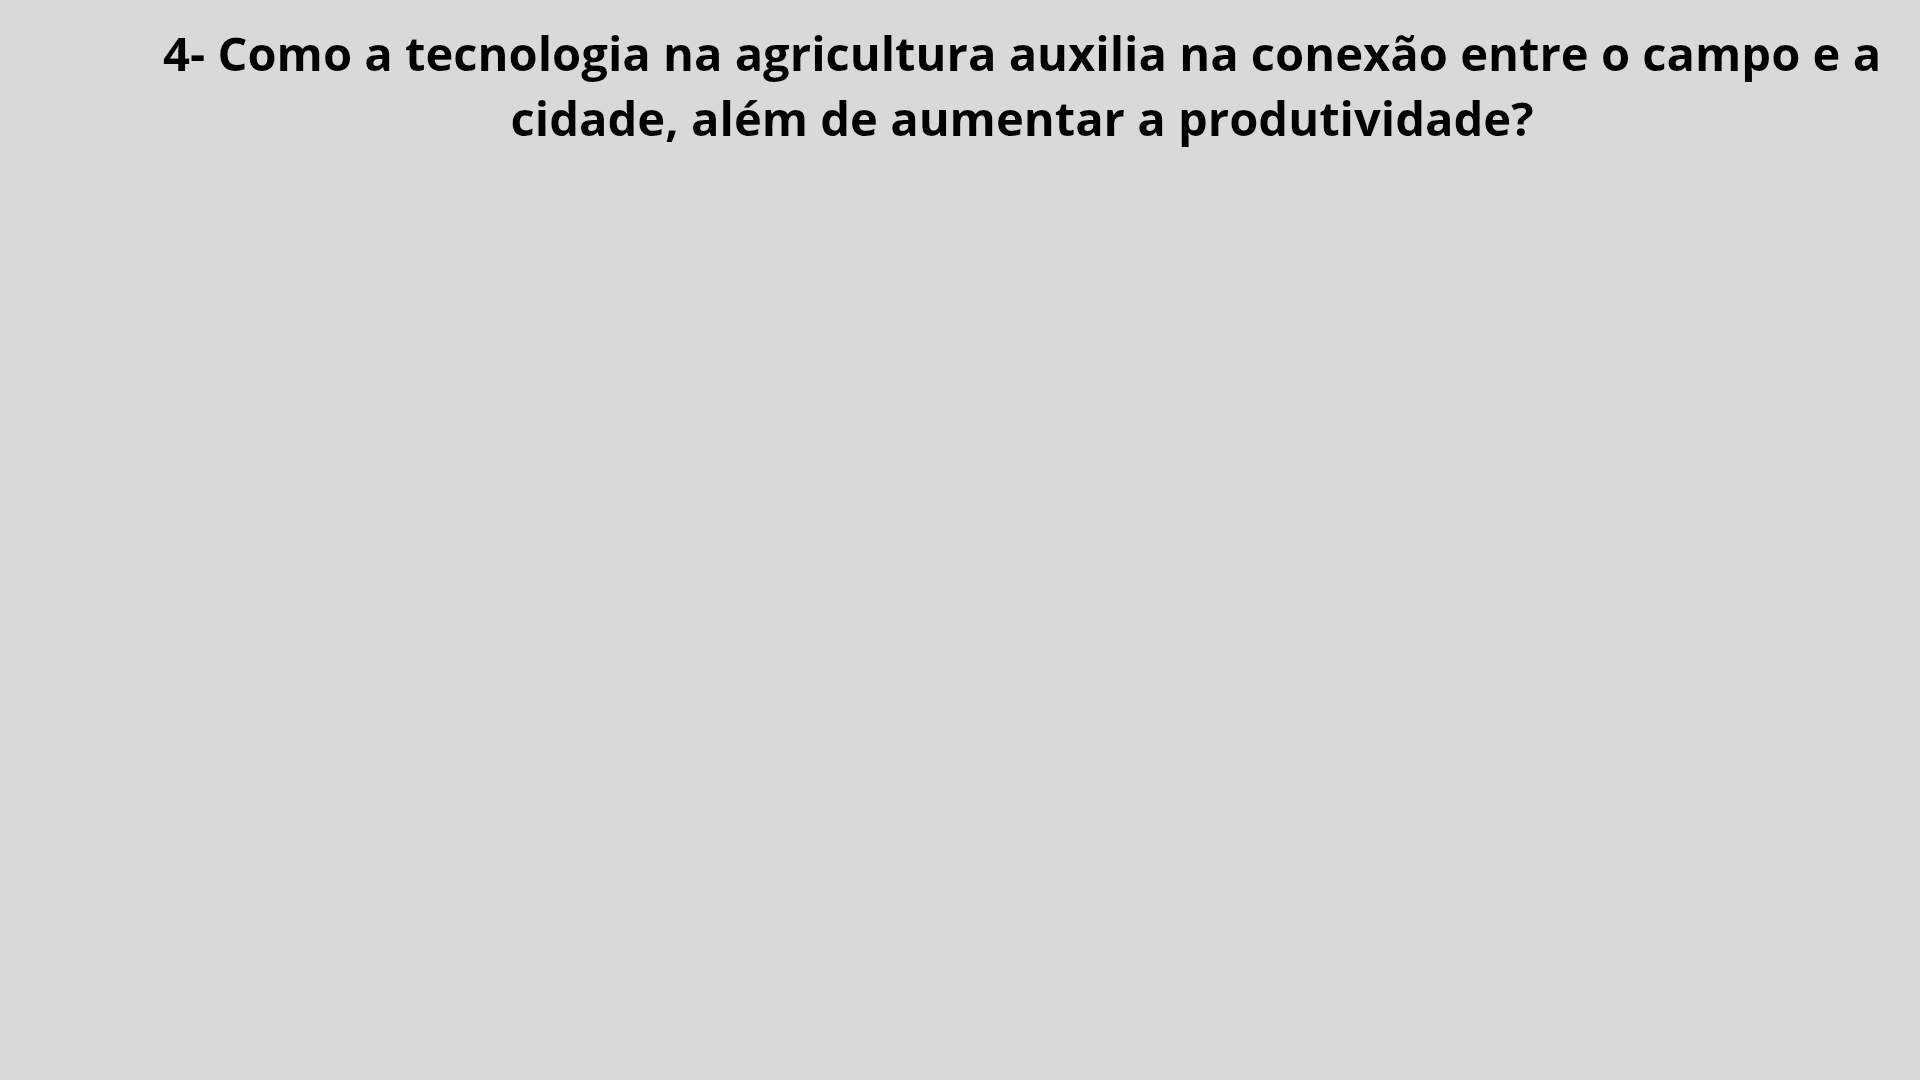 4- Como a tecnologia na agricultura auxilia na conexão entre o campo e a
cidade, além de aumentar a produtividade?